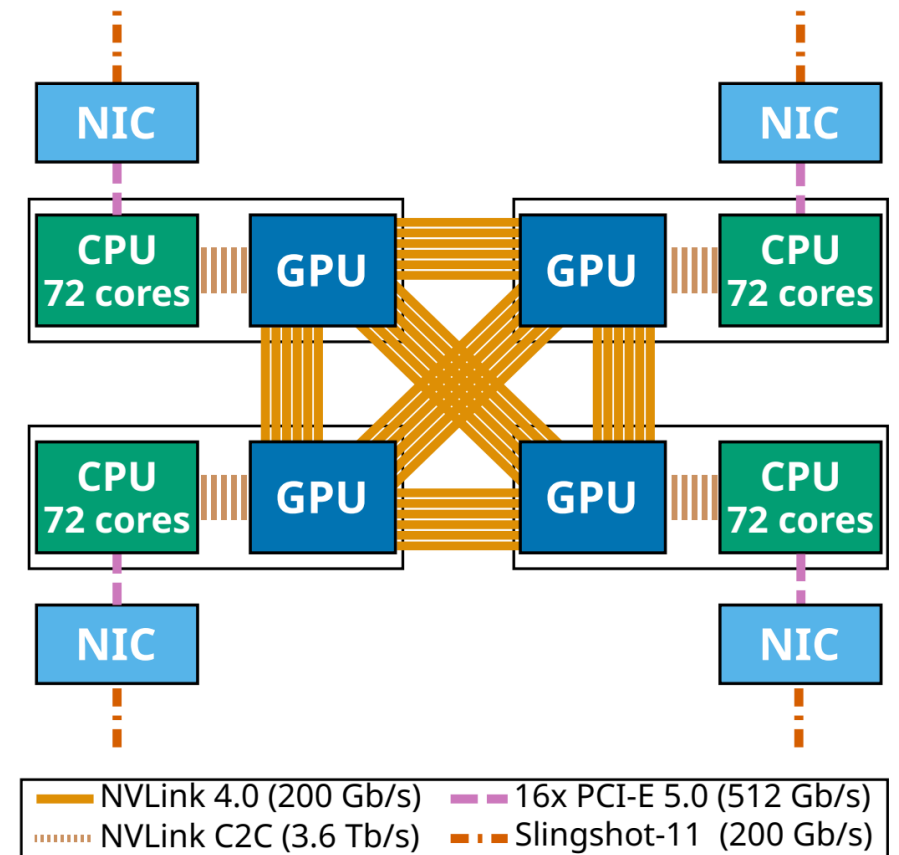 NIC
NIC
CPU
72 cores
GPU
GPU
CPU
72 cores
CPU
72 cores
GPU
GPU
CPU
72 cores
NIC
NIC
NVLink 4.0 (200 Gb/s)
16x PCI-E 5.0 (512 Gb/s)
NVLink C2C (3.6 Tb/s)
Slingshot-11 (200 Gb/s)